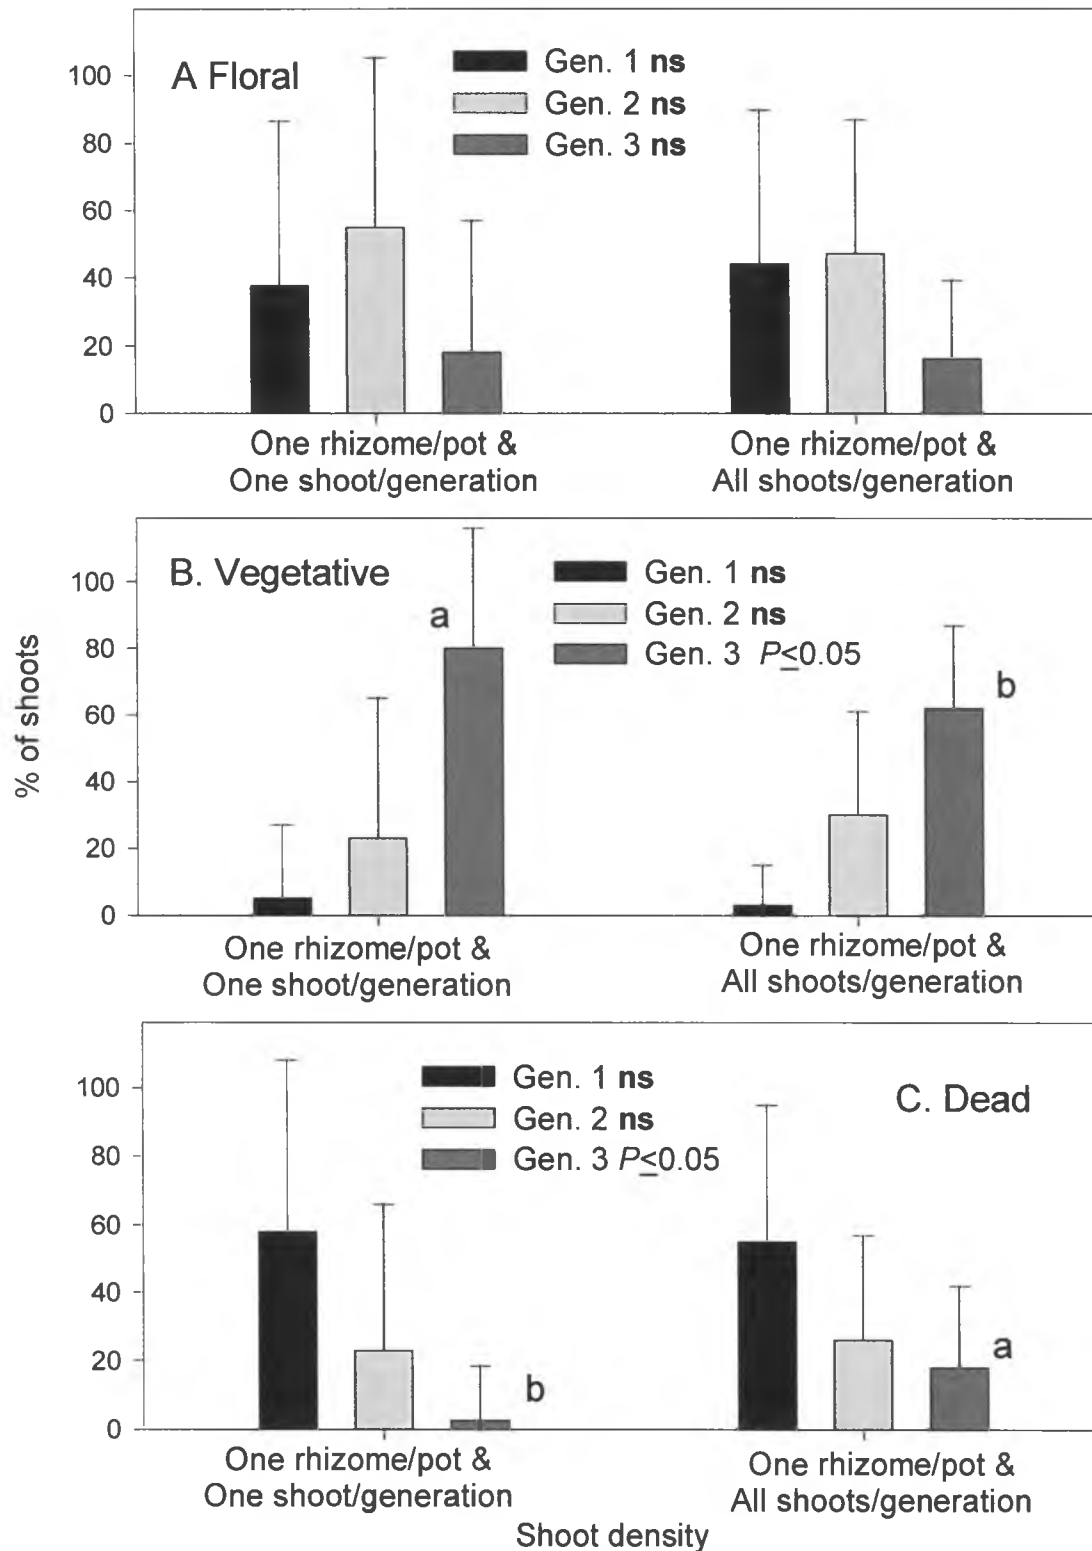 A Floral
Gen. 1 ns
Gen. 2 ns
Gen. 3 ns
100
80
60
40
20
0
One rhizome/pot &
One shoot/generation
One rhizome/pot &
All shoots/generation
B. Vegetative
Gen. 1 ns
Gen. 2 ns
Gen. 3 P≤0.05
a
b
100
80
60
40
20
0
% of shoots
One rhizome/pot &
One shoot/generation
One rhizome/pot &
All shoots/generation
C. Dead
Gen. 1 ns
Gen. 2 ns
Gen. 3 P≤0.05
b
a
100
80
60
40
20
0
One rhizome/pot &
One shoot/generation
One rhizome/pot &
All shoots/generation
Shoot density